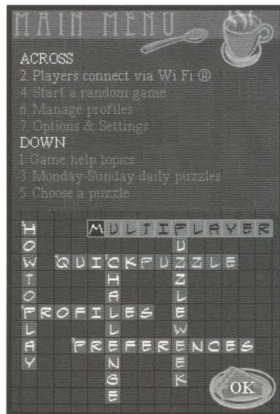 MAIN MENU
ACROSS
2 Players connect via Wi Fi ®
4 Start a random game
6 Manage profiles
7 Options & Settings
DOWN
1 Game help topics
3 Monday-Sunday daily puzzles
5 Choose a puzzle
HOWTOPLAY
MULTIPLAYER
PUZZLEWEEK
QUICKPUZZLE
CHALLENGE
PROFILES
PREFERENCES
OK